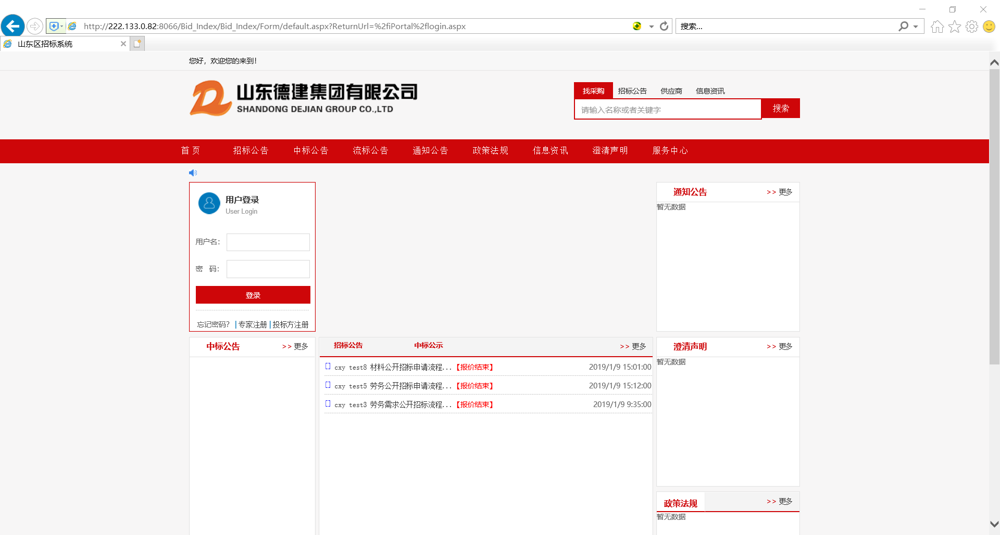 http://222.133.0.82:8066/Bid_Index/Bid_Index/Form/default.aspx?ReturnUrl=%2fiPortal%2flogin.aspx
搜索...
山东区招标系统
您好，欢迎您的来到！
山东德建集团有限公司
SHANDONG DEJIAN GROUP CO.,LTD
找采购 招标公告 供应商 信息资讯
请输入名称或者关键字 搜索
首 页 招标公告 中标公告 流标公告 通知公告 政策法规 信息资讯 澄清声明 服务中心
用户登录
User Login
用户名：
密 码：
登录
忘记密码？ | 专家注册 | 投标方注册
通知公告 >> 更多
暂无数据
中标公告 >> 更多
招标公告 中标公示 >> 更多
[] cxy test8 材料公开招标申请流程... 【报价结束】 2019/1/9 15:01:00
[] cxy test5 劳务公开招标申请流程... 【报价结束】 2019/1/9 15:12:00
[] cxy test3 劳务需求公开招标流程... 【报价结束】 2019/1/9 9:35:00
澄清声明 >> 更多
暂无数据
政策法规 >> 更多
暂无数据